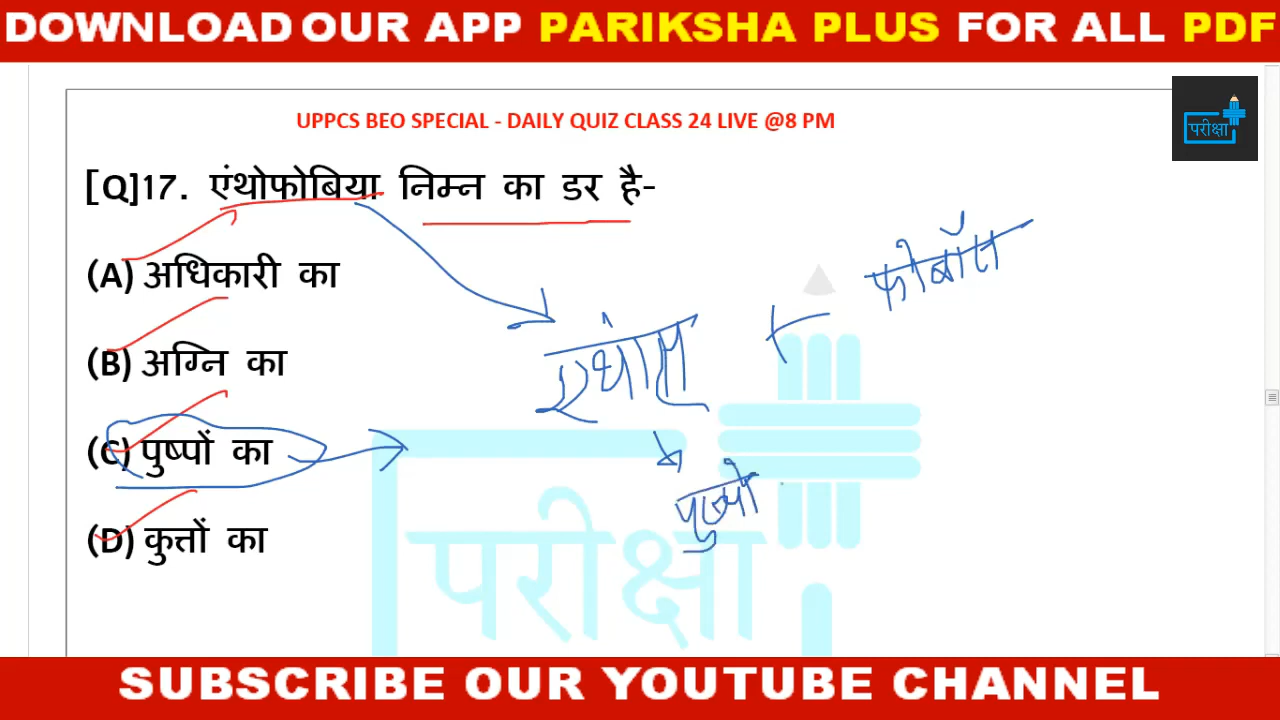 DOWNLOAD OUR APP PARIKSHA PLUS FOR ALL PDF
UPPCS BEO SPECIAL - DAILY QUIZ CLASS 24 LIVE @8 PM
परीक्षा
[Q]17. एंथोफोबिया निम्न का डर है-
(A) अधिकारी का
(B) अग्नि का
(C) पुष्पों का
(D) कुत्तों का
फोबॉस
परीक्षा
SUBSCRIBE OUR YOUTUBE CHANNEL